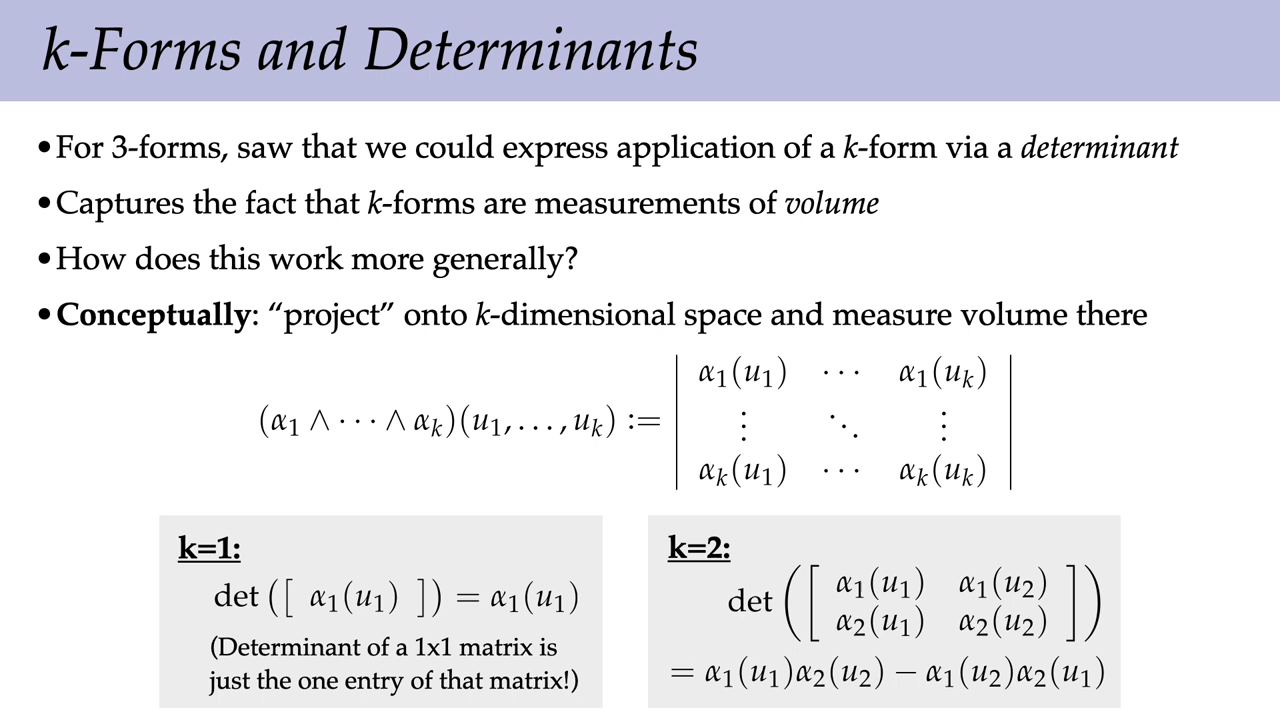 k-Forms and Determinants
•For 3-forms, saw that we could express application of a k-form via a determinant
•Captures the fact that k-forms are measurements of volume
•How does this work more generally?
•Conceptually: “project” onto k-dimensional space and measure volume there
α₁(u₁) ⋯ α₁(uₖ)
(α₁ ∧ ⋯ ∧ αₖ)(u₁, …, uₖ) := ⋮ ⋱ ⋮
αₖ(u₁) ⋯ αₖ(uₖ)
k=1:
det ([ α₁(u₁) ]) = α₁(u₁)
(Determinant of a 1x1 matrix is
just the one entry of that matrix!)
k=2:
det ([ α₁(u₁) α₁(u₂)
α₂(u₁) α₂(u₂) ])
= α₁(u₁)α₂(u₂) − α₁(u₂)α₂(u₁)